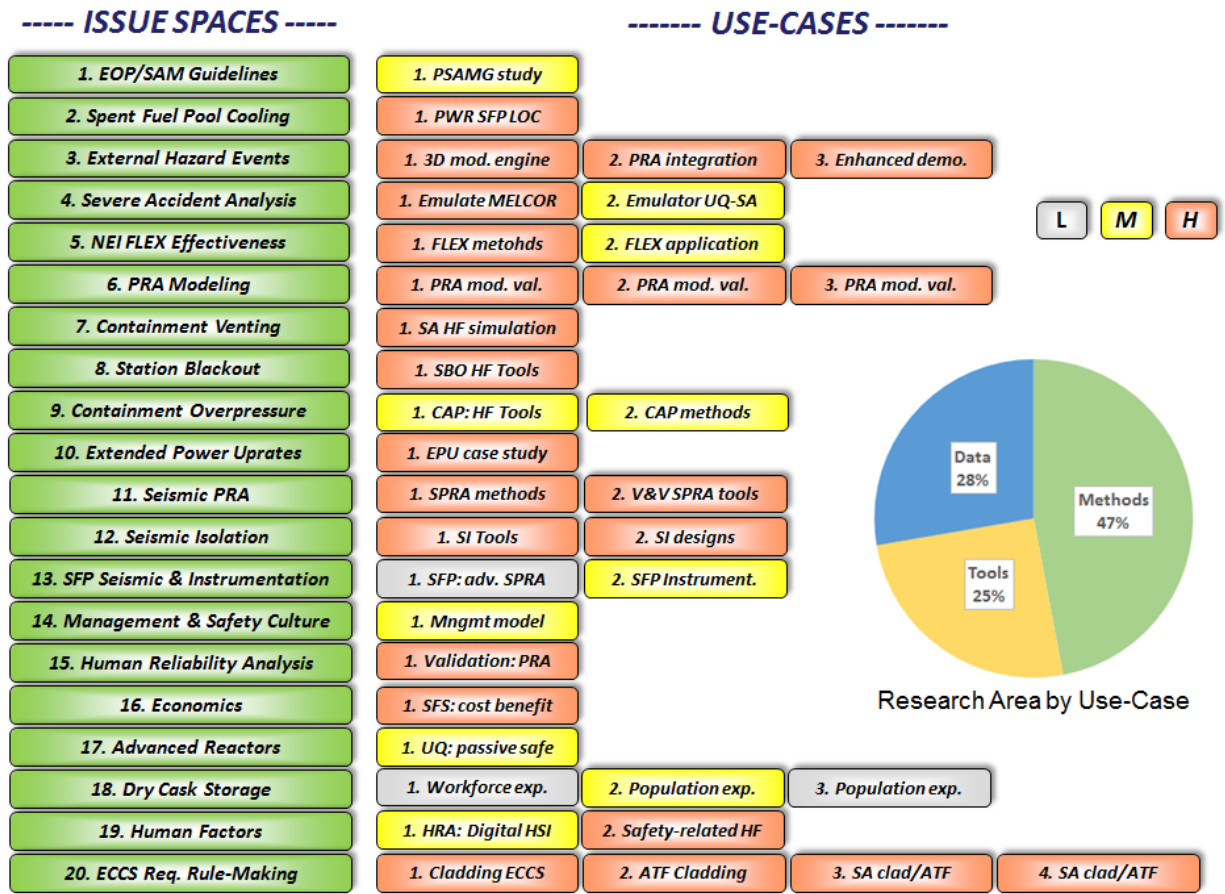 ----- ISSUE SPACES -----
------- USE-CASES -------
1. EOP/SAM Guidelines
1. PSAMG study
2. Spent Fuel Pool Cooling
1. PWR SFP LOC
3. External Hazard Events
1. 3D mod. engine
2. PRA integration
3. Enhanced demo.
4. Severe Accident Analysis
1. Emulate MELCOR
2. Emulator UQ-SA
L
M
H
5. NEI FLEX Effectiveness
1. FLEX metohds
2. FLEX application
6. PRA Modeling
1. PRA mod. val.
2. PRA mod. val.
3. PRA mod. val.
7. Containment Venting
1. SA HF simulation
8. Station Blackout
1. SBO HF Tools
9. Containment Overpressure
1. CAP: HF Tools
2. CAP methods
10. Extended Power Uprates
1. EPU case study
11. Seismic PRA
1. SPRA methods
2. V&V SPRA tools
12. Seismic Isolation
1. SI Tools
2. SI designs
13. SFP Seismic & Instrumentation
1. SFP: adv. SPRA
2. SFP Instrument.
14. Management & Safety Culture
1. Mngmt model
15. Human Reliability Analysis
1. Validation: PRA
16. Economics
1. SFS: cost benefit
17. Advanced Reactors
1. UQ: passive safe
18. Dry Cask Storage
1. Workforce exp.
2. Population exp.
3. Population exp.
19. Human Factors
1. HRA: Digital HSI
2. Safety-related HF
20. ECCS Req. Rule-Making
1. Cladding ECCS
2. ATF Cladding
3. SA clad/ATF
4. SA clad/ATF
Data
28%
Methods
47%
Tools
25%
Research Area by Use-Case